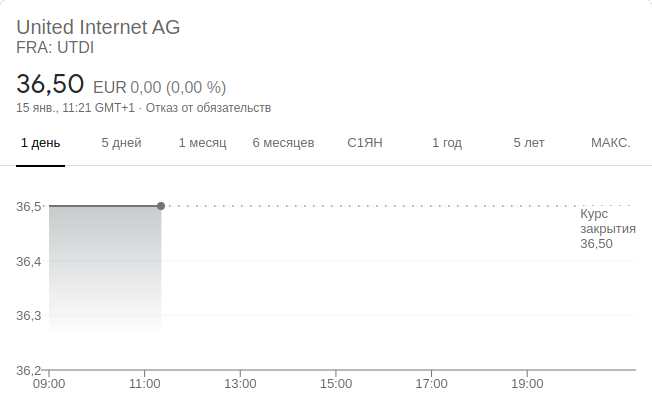 United Internet AG
FRA: UTDI
36,50 EUR 0,00 (0,00 %)
15 янв., 11:21 GMT+1 · Отказ от обязательств
1 день 5 дней 1 месяц 6 месяцев С1ЯН 1 год 5 лет МАКС.
36,5
Курс
закрытия
36,50
36,4
36,3
36,2
09:00 11:00 13:00 15:00 17:00 19:00